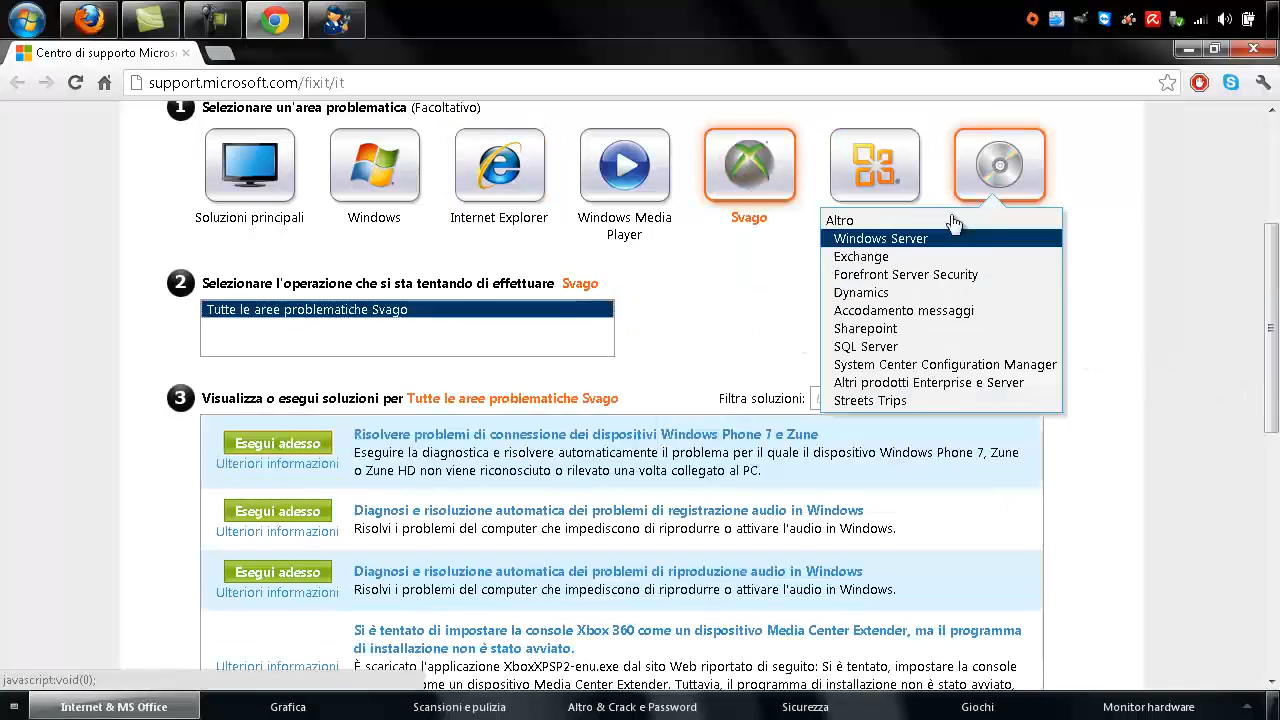 Centro di supporto Micros
support.microsoft.com/fixit/it
1 Selezionare un'area problematica (Facoltativo)
Soluzioni principali
Windows
Internet Explorer
Windows Media
Player
Svago
Altro
Windows Server
Exchange
Forefront Server Security
Dynamics
Accodamento messaggi
Sharepoint
SQL Server
System Center Configuration Manager
Altri prodotti Enterprise e Server
Streets Trips
2 Selezionare l'operazione che si sta tentando di effettuare Svago
Tutte le aree problematiche Svago
3 Visualizza o esegui soluzioni per Tutte le aree problematiche Svago
Filtra soluzioni:
Esegui adesso
Ulteriori informazioni
Risolvere problemi di connessione dei dispositivi Windows Phone 7 e Zune
Eseguire la diagnostica e risolvere automaticamente il problema per il quale il dispositivo Windows Phone 7, Zune
o Zune HD non viene riconosciuto o rilevato una volta collegato al PC.
Esegui adesso
Ulteriori informazioni
Diagnosi e risoluzione automatica dei problemi di registrazione audio in Windows
Risolvi i problemi del computer che impediscono di riprodurre o attivare l'audio in Windows.
Esegui adesso
Ulteriori informazioni
Diagnosi e risoluzione automatica dei problemi di riproduzione audio in Windows
Risolvi i problemi del computer che impediscono di riprodurre o attivare l'audio in Windows.
Ulteriori informazioni
Si è tentato di impostare la console Xbox 360 come un dispositivo Media Center Extender, ma il programma
di installazione non è stato avviato.
È scaricato l'applicazione XboxXPSP2-enu.exe dal sito Web riportato di seguito: Si è tentato, impostare la console
come un dispositivo Media Center Extender. Tuttavia, il programma di installazione non è stato avviato,
javascript:void(0);
Internet & MS Office
Grafica
Scansioni e pulizia
Altro & Crack e Password
Sicurezza
Giochi
Monitor hardware